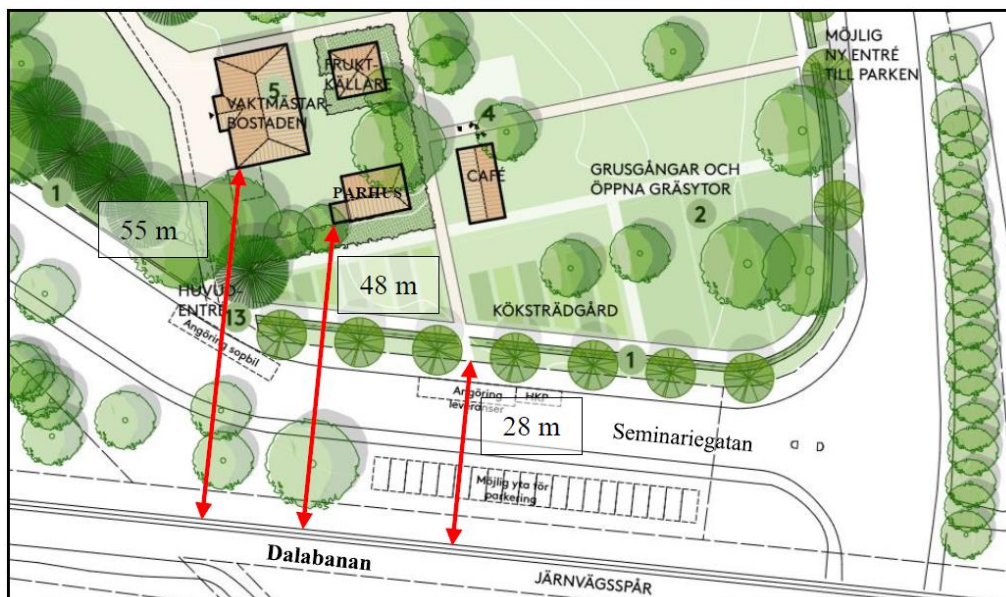 MÖJLIG
NY ENTRÉ
TILL PARKEN
FRUKT-
KÄLLARE
5
VAKTMÄSTAR-
BOSTADEN
4
PARHUS
CAFÉ
GRUSGÅNGAR OCH
ÖPPNA GRÄSYTOR
2
1
55 m
48 m
HUVUD-
ENTRÉ
13
KÖKSTRÄDGÅRD
Angöring sopbil
1
Angöring
leveranser
HKP
28 m
Seminariegatan
D
Möjlig yta för
parkering
Dalabanan
JÄRNVÄGSSPÅR